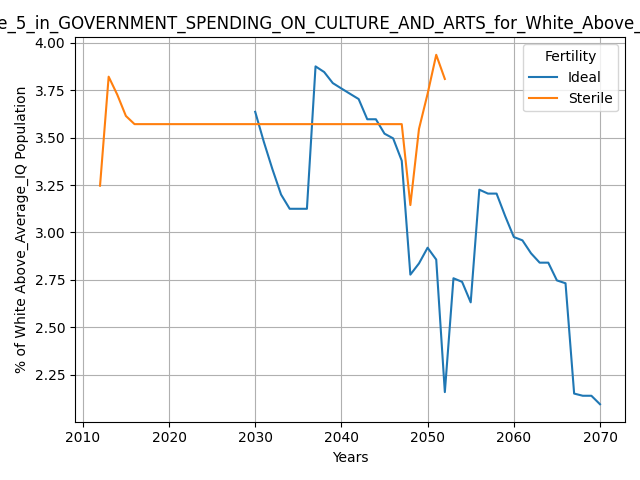 e_5_in_GOVERNMENT_SPENDING_ON_CULTURE_AND_ARTS_for_White_Above_
4.00
3.75
3.50
3.25
3.00
2.75
2.50
2.25
% of White Above_Average_IQ Population
Fertility
Ideal
Sterile
2010 2020 2030 2040 2050 2060 2070
Years